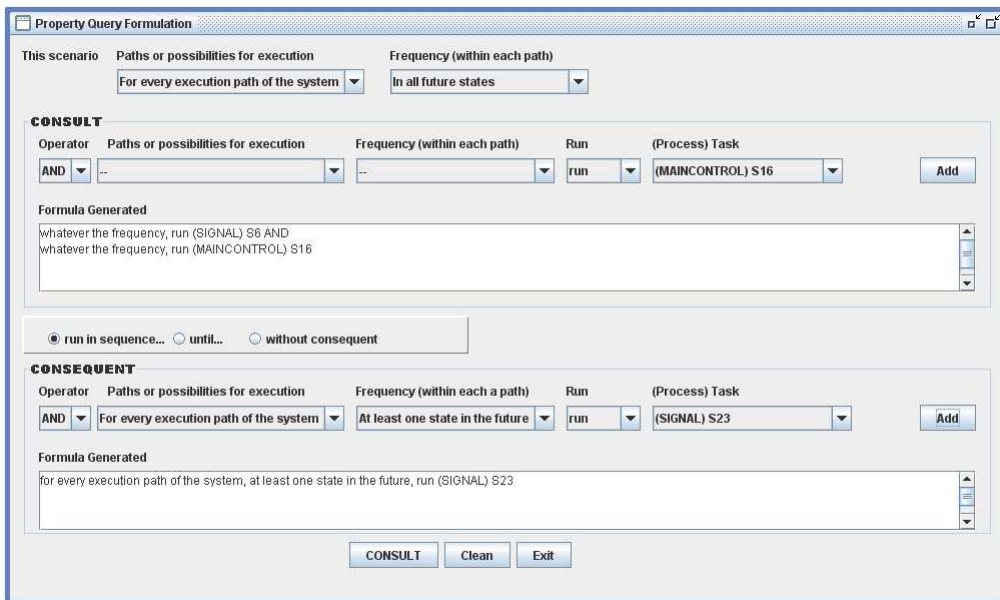 Property Query Formulation
This scenario Paths or possibilities for execution Frequency (within each path)
For every execution path of the system In all future states
CONSULT
Operator Paths or possibilities for execution Frequency (within each path) Run (Process) Task
AND -- -- run (MAINCONTROL) S16 Add
Formula Generated
whatever the frequency, run (SIGNAL) S6 AND
whatever the frequency, run (MAINCONTROL) S16
run in sequence... until... without consequent
CONSEQUENT
Operator Paths or possibilities for execution Frequency (within each a path) Run (Process) Task
AND For every execution path of the system At least one state in the future run (SIGNAL) S23 Add
Formula Generated
for every execution path of the system, at least one state in the future, run (SIGNAL) S23
CONSULT Clean Exit